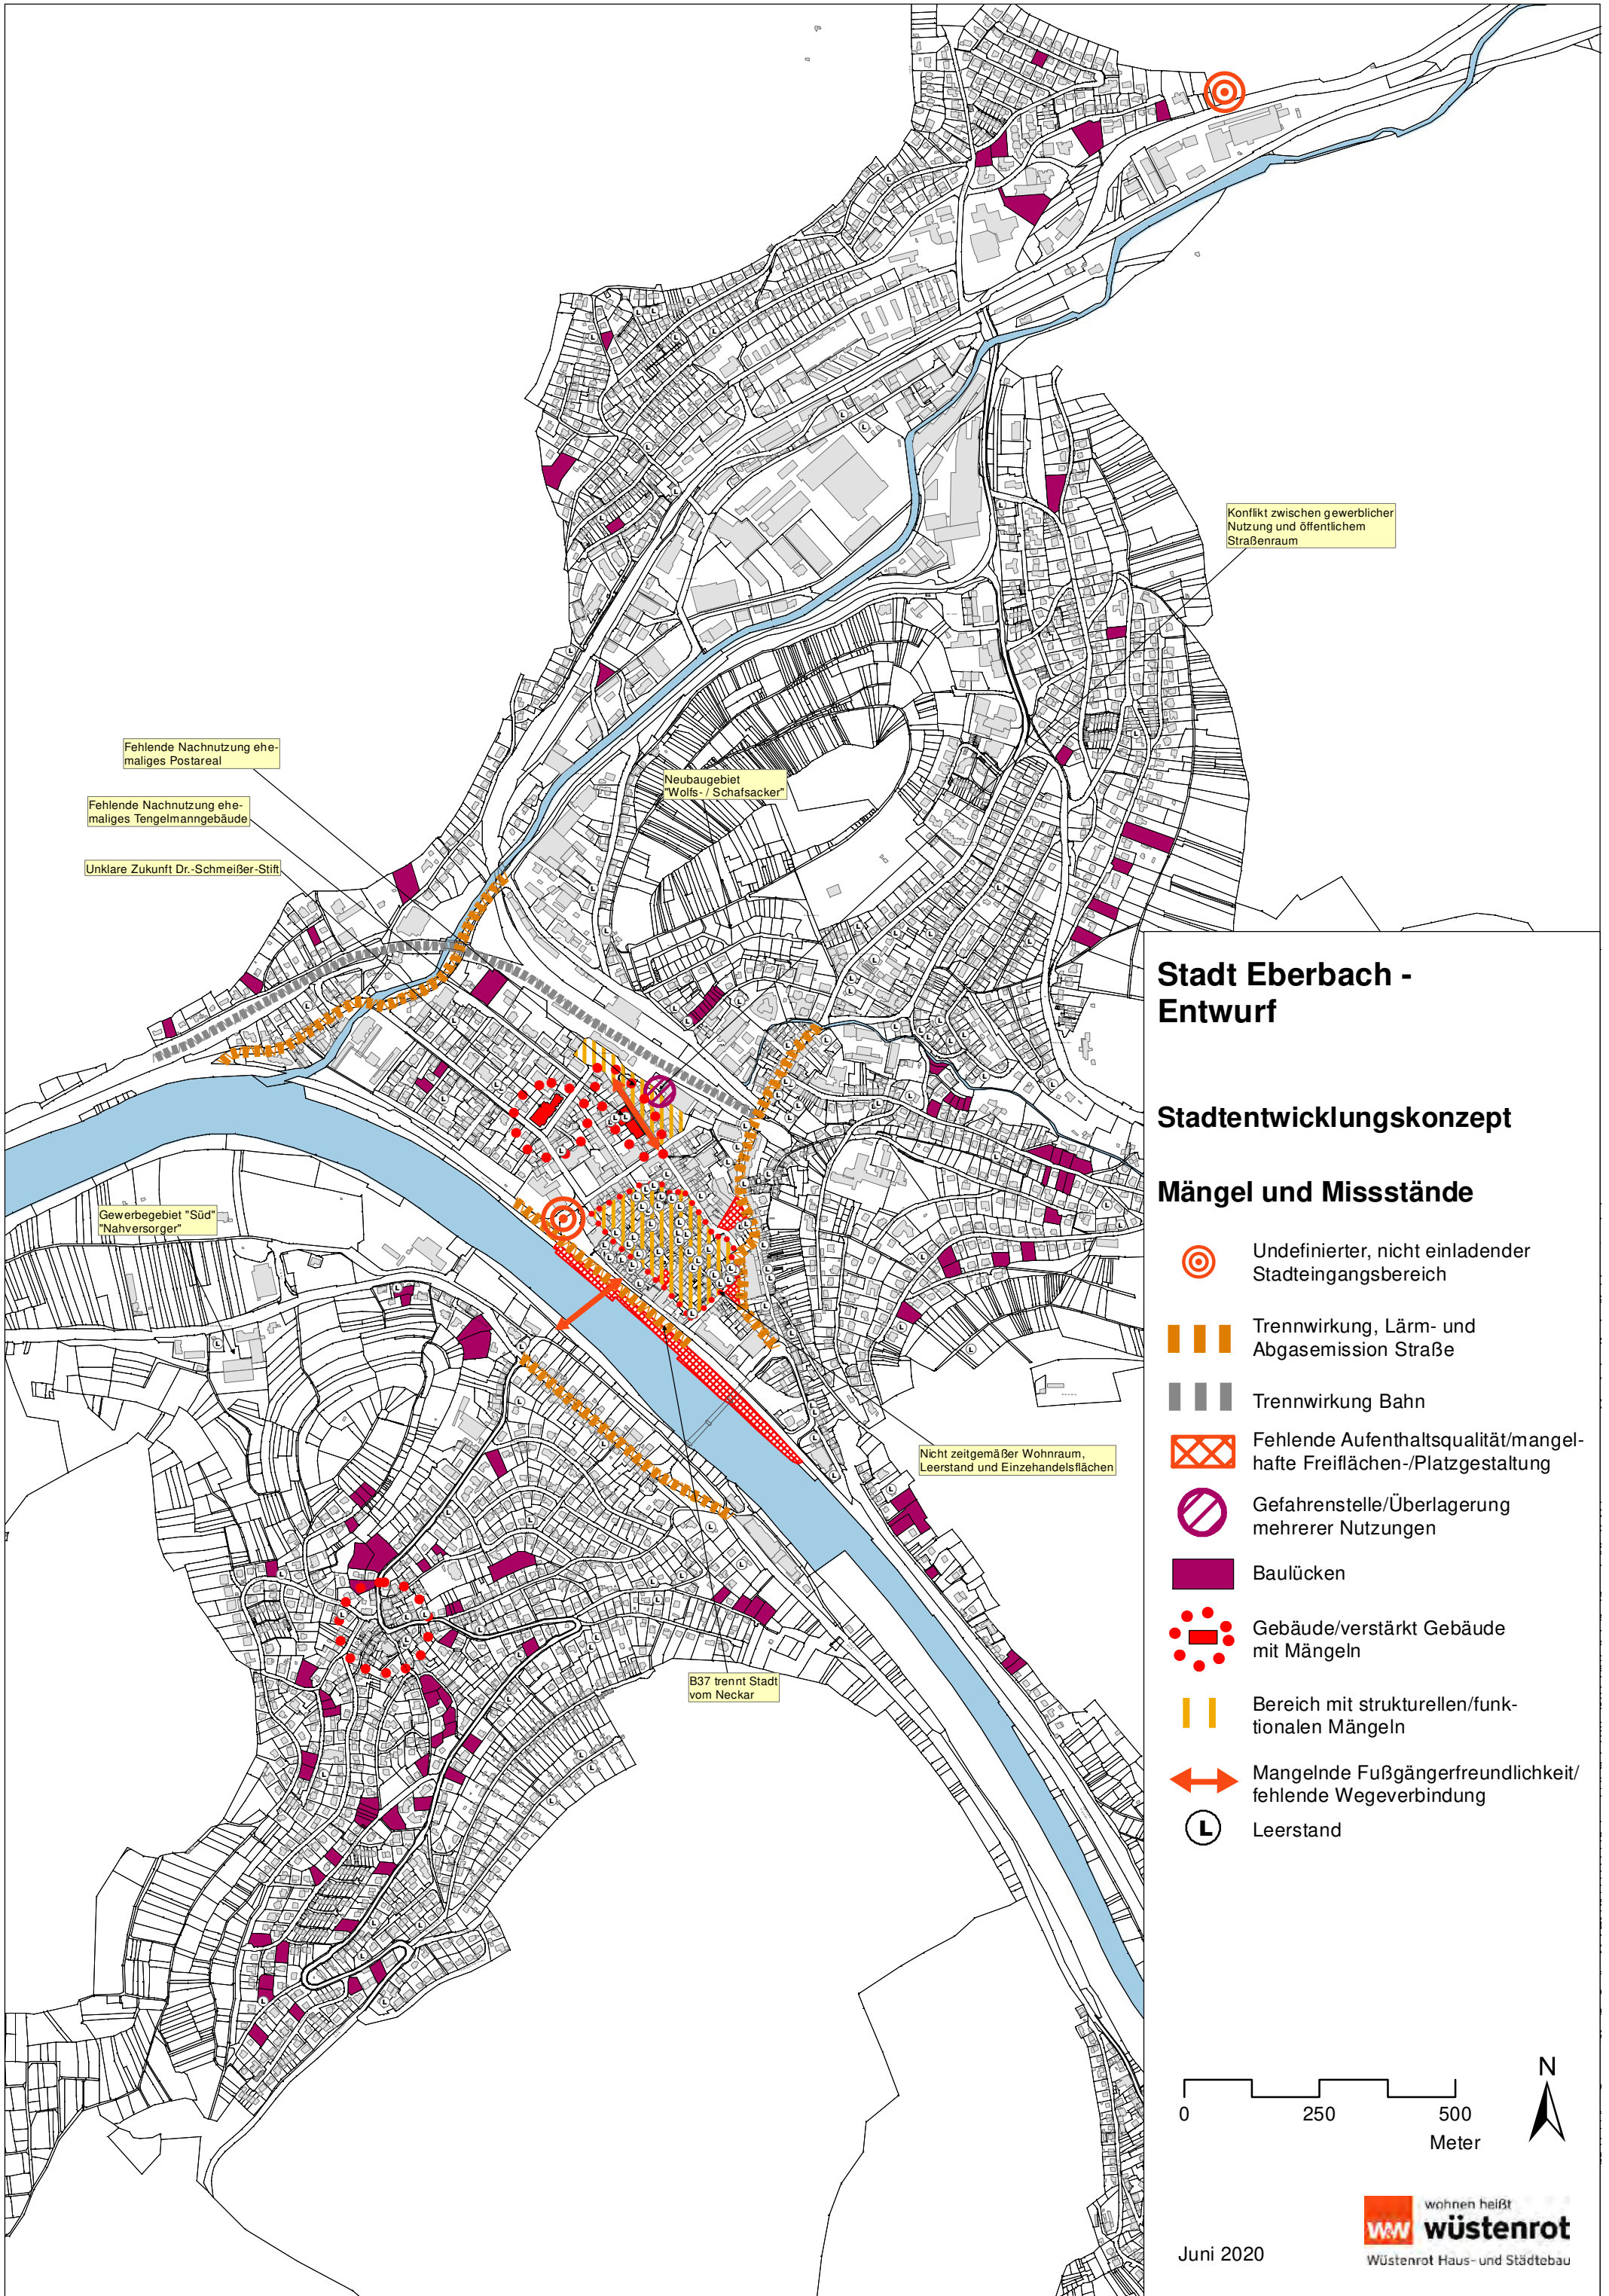 Konflikt zwischen gewerblicher
Nutzung und öffentlichem
Straßenraum
Fehlende Nachnutzung ehe-
maliges Postareal
Neubaugebiet
"Wolfs- / Schafsacker"
Fehlende Nachnutzung ehe-
maliges Tengelmanngebäude
Unklare Zukunft Dr.-Schmeißer-Stift
Gewerbegebiet "Süd"
"Nahversorger"
Nicht zeitgemäßer Wohnraum,
Leerstand und Einzehandelsflächen
B37 trennt Stadt
vom Neckar
Stadt Eberbach -
Entwurf
Stadtentwicklungskonzept
Mängel und Missstände
Undefinierter, nicht einladender
Stadteingangsbereich
Trennwirkung, Lärm- und
Abgasemission Straße
Trennwirkung Bahn
Fehlende Aufenthaltsqualität/mangel-
hafte Freiflächen-/Platzgestaltung
Gefahrenstelle/Überlagerung
mehrerer Nutzungen
Baulücken
Gebäude/verstärkt Gebäude
mit Mängeln
Bereich mit strukturellen/funk-
tionalen Mängeln
Mangelnde Fußgängerfreundlichkeit/
fehlende Wegeverbindung
L Leerstand
N
0 250 500
Meter
Juni 2020
wohnen heißt
W&W wüstenrot
Wüstenrot Haus- und Städtebau